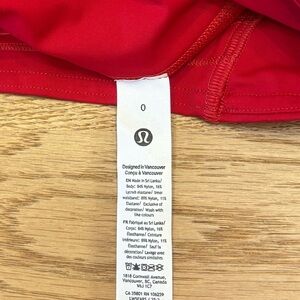 0
Designed in Vancouver
Conçu à Vancouver
EN Made in Sri Lanka/
Body: 84% Nylon, 16%
Lycra® elastane/ Inner
waistband: 89% Nylon, 11%
Elastane/ Exclusive of
decoration/ Wash with
like colours
FR Fabriqué au Sri Lanka/
Corps: 84% Nylon, 16%
Élasthanne
intérieure: 89% Nylon, 11%
Élasthanne/ Sauf la
décoration/ Lavage avec
des couleurs similaires
1818 Cornwall Avenue,
Vancouver, BC, Canada
V6J 1C7
CA 35801 RN 106259